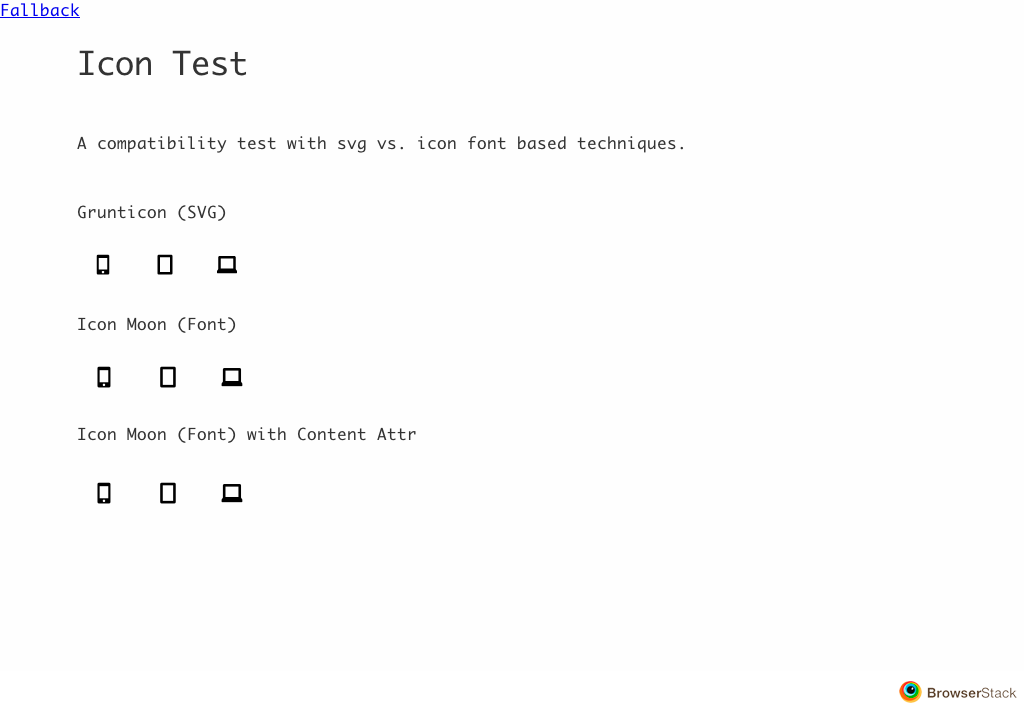 Fallback
Icon Test
A compatibility test with svg vs. icon font based techniques.
Grunticon (SVG)
Icon Moon (Font)
Icon Moon (Font) with Content Attr
BrowserStack